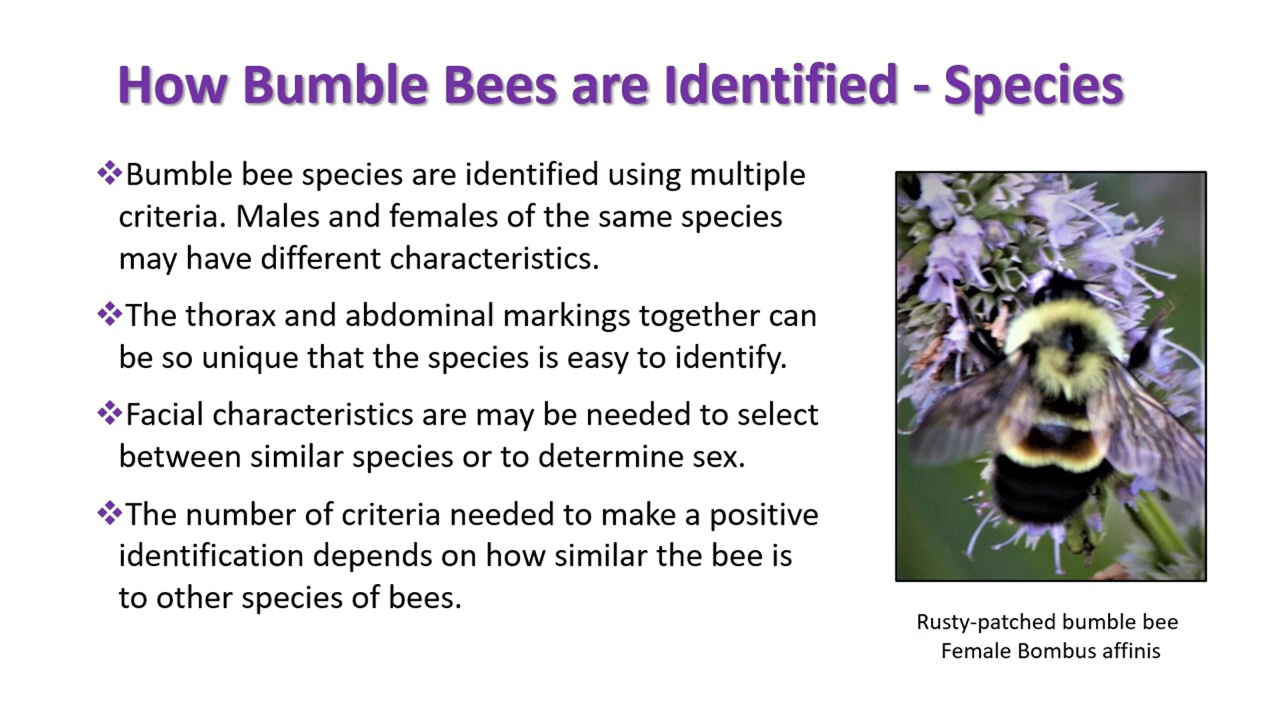 How Bumble Bees are Identified - Species
❖Bumble bee species are identified using multiple
criteria. Males and females of the same species
may have different characteristics.
❖The thorax and abdominal markings together can
be so unique that the species is easy to identify.
❖Facial characteristics are may be needed to select
between similar species or to determine sex.
❖The number of criteria needed to make a positive
identification depends on how similar the bee is
to other species of bees.
Rusty-patched bumble bee
Female Bombus affinis